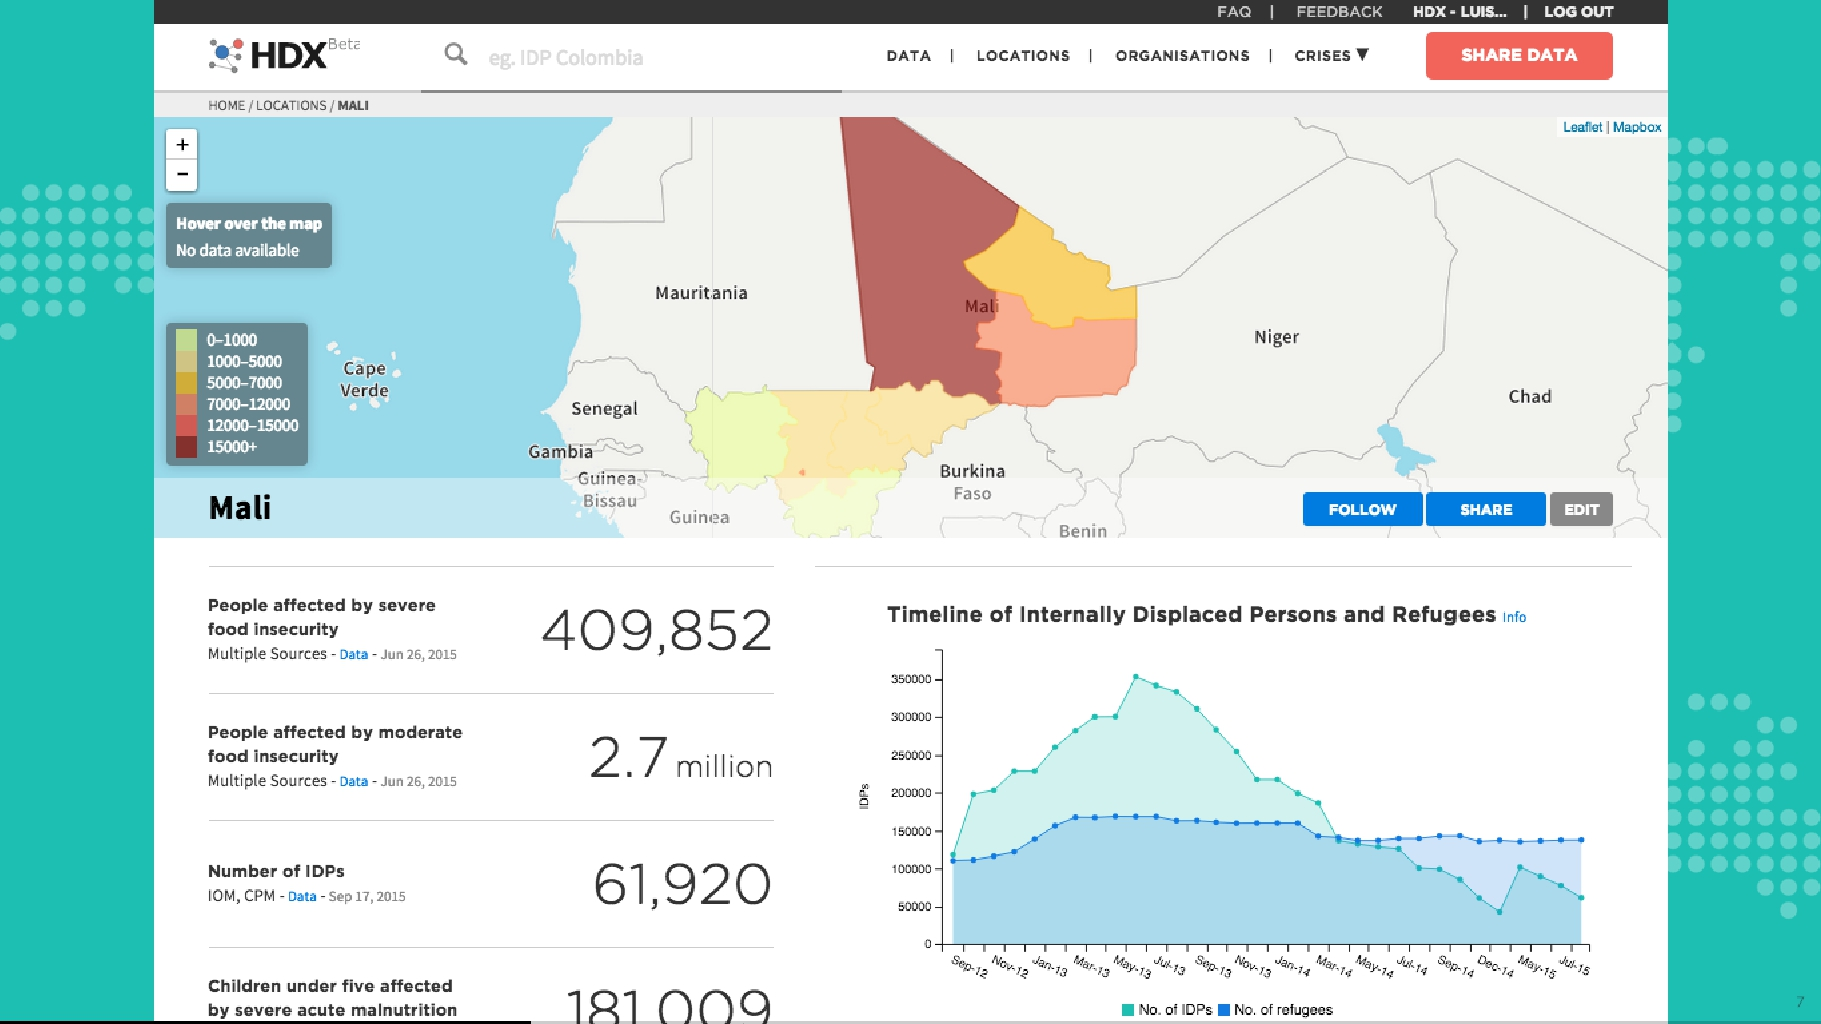 FAQ | FEEDBACK HDX - LUIS... | LOG OUT
HDX Beta
eg. IDP Colombia
DATA | LOCATIONS | ORGANISATIONS | CRISES ▼
SHARE DATA
HOME / LOCATIONS / MALI
+
−
Leaflet | Mapbox
Hover over the map
No data available
Mauritania
Mali
Niger
Chad
Cape
Verde
Senegal
Gambia
Guinea-
Bissau
Guinea
Burkina
Faso
Benin
0–1000
1000–5000
5000–7000
7000–12000
12000–15000
15000+
Mali
FOLLOW
SHARE
EDIT
People affected by severe
food insecurity
Multiple Sources - Data - Jun 26, 2015
409,852
People affected by moderate
food insecurity
Multiple Sources - Data - Jun 26, 2015
2.7 million
Number of IDPs
IOM, CPM - Data - Sep 17, 2015
61,920
Children under five affected
by severe acute malnutrition
181,009
Timeline of Internally Displaced Persons and Refugees Info
IDPs
350000
300000
250000
200000
150000
100000
50000
0
Sep-12 Nov-12 Jan-13 Mar-13 May-13 Jul-13 Sep-13 Nov-13 Jan-14 Mar-14 May-14 Jul-14 Sep-14 Dec-14 May-15 Jul-15
No. of IDPs No. of refugees
7